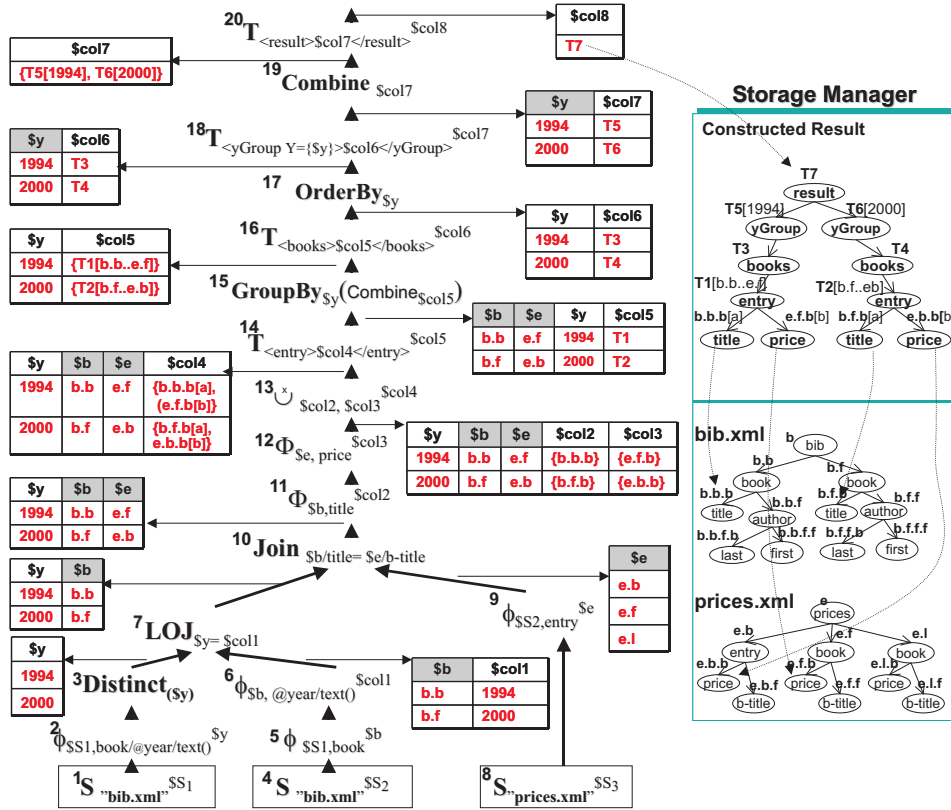 20 T <result>$col7</result> $col8
$col8
T7
$col7
{T5[1994], T6[2000]}
19 Combine $col7
$y $col7
1994 T5
2000 T6
18 T <yGroup Y={$y}>$col6</yGroup> $col7
$y $col6
1994 T3
2000 T4
17 OrderBy $y
$y $col6
1994 T3
2000 T4
16 T <books>$col5</books> $col6
$y $col5
1994 {T1[b.b..e.f]}
2000 {T2[b.f..e.b]}
15 GroupBy $y (Combine $col5)
$b $e $y $col5
b.b e.f 1994 T1
b.f e.b 2000 T2
14 T <entry>$col4</entry> $col5
$y $b $e $col4
1994 b.b e.f {b.b.b[a], (e.f.b[b]}
2000 b.f e.b {b.f.b[a], e.b.b[b]}
13 ∪ x $col2, $col3 $col4
12 Φ $e, price $col3
$y $b $e $col2 $col3
1994 b.b e.f {b.b.b} {e.f.b}
2000 b.f e.b {b.f.b} {e.b.b}
11 Φ $b,title $col2
$y $b $e
1994 b.b e.f
2000 b.f e.b
10 Join $b/title= $e/b-title
$y $b
1994 b.b
2000 b.f
$e
e.b
e.f
e.l
9 ϕ $S2,entry $e
7 LOJ $y= $col1
$y
1994
2000
3 Distinct ($y)
6 ϕ $b, @year/text() $col1
$b $col1
b.b 1994
b.f 2000
2 ϕ $S1,book/@year/text() $y
5 ϕ $S1,book $b
1 S "bib.xml" $S1
4 S "bib.xml" $S2
8 S "prices.xml" $S3
Storage Manager
Constructed Result
T7
result
T5[1994] T6[2000]
yGroup yGroup
T3 T4
books books
T1[b.b..e.f] T2[b.f..eb]
entry entry
b.b.b[a] e.f.b[b] b.f.b[a] e.b.b[b
title price title price
bib.xml
b bib
b.b b.f
book book
b.b.b b.b.f b.f.b b.f.f
title author title author
b.b.f.b b.b.f.f b.f.f.b b.f.f.f
last first last first
prices.xml
e
prices
e.b e.f e.l
entry book book
e.b.b e.b.f e.f.b e.f.f e.l.b e.l.f
price price price
b-title b-title b-title